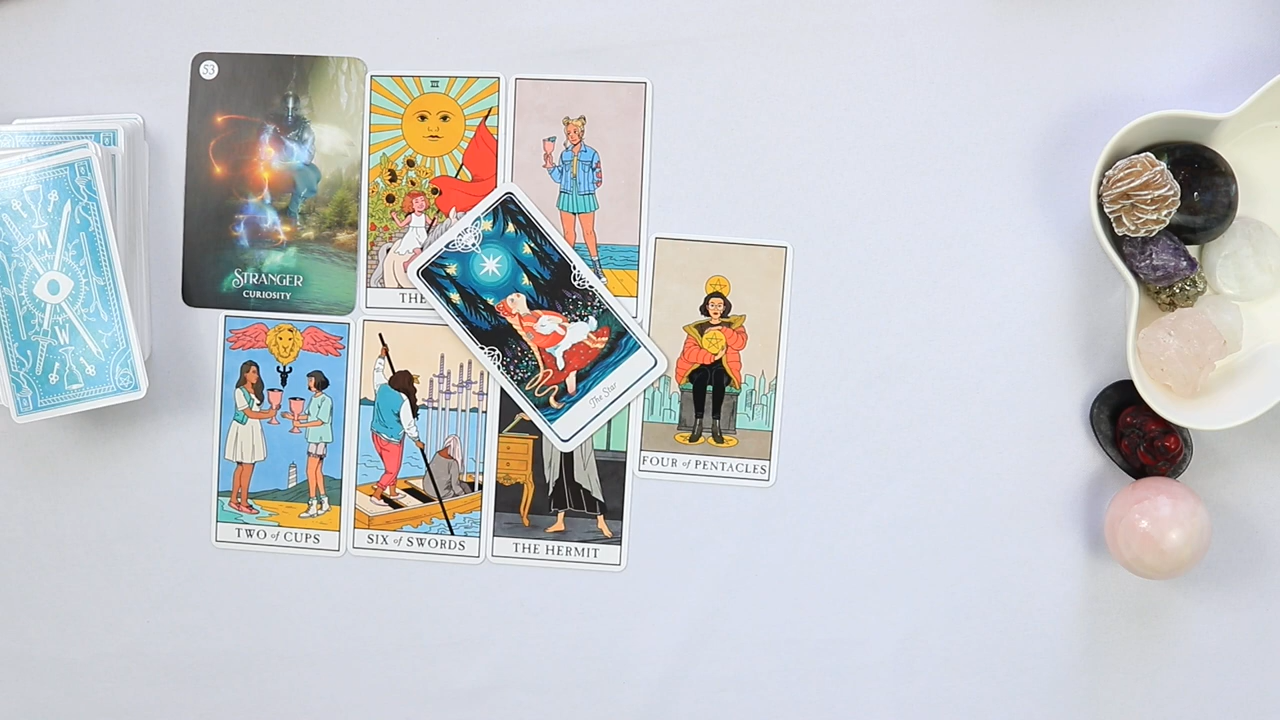 53
STRANGER
CURIOSITY
THE
The Star
FOUR of PENTACLES
TWO of CUPS
SIX of SWORDS
THE HERMIT
M
W